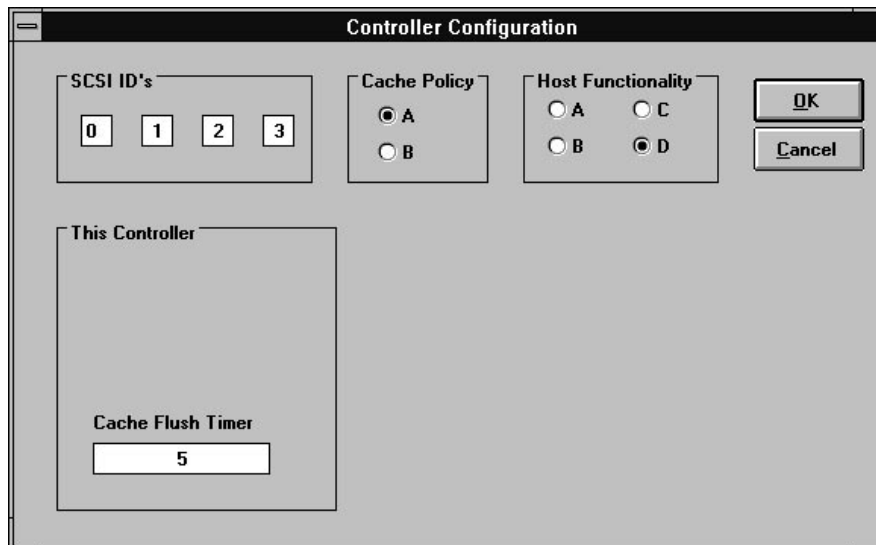 Controller Configuration
SCSI ID's
0 1 2 3
Cache Policy
A
B
Host Functionality
A C
B D
OK
Cancel
This Controller
Cache Flush Timer
5